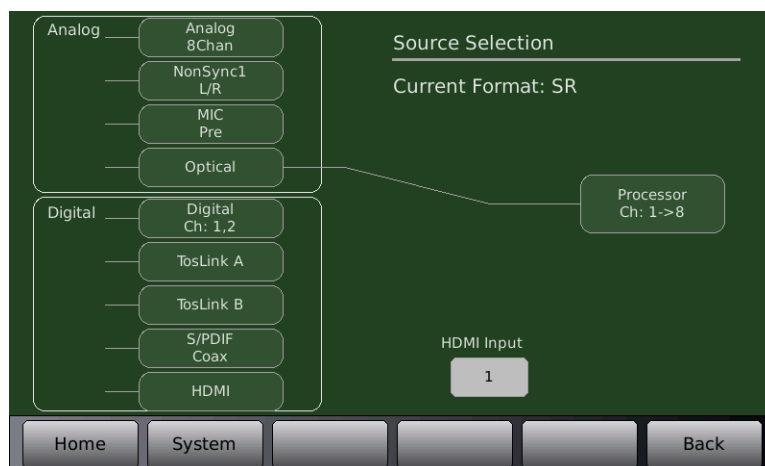 Analog
Analog
8Chan
NonSync1
L/R
MIC
Pre
Optical
Digital
Digital
Ch: 1,2
TosLink A
TosLink B
S/PDIF
Coax
HDMI
Source Selection
Current Format: SR
Processor
Ch: 1->8
HDMI Input
1
Home
System
Back